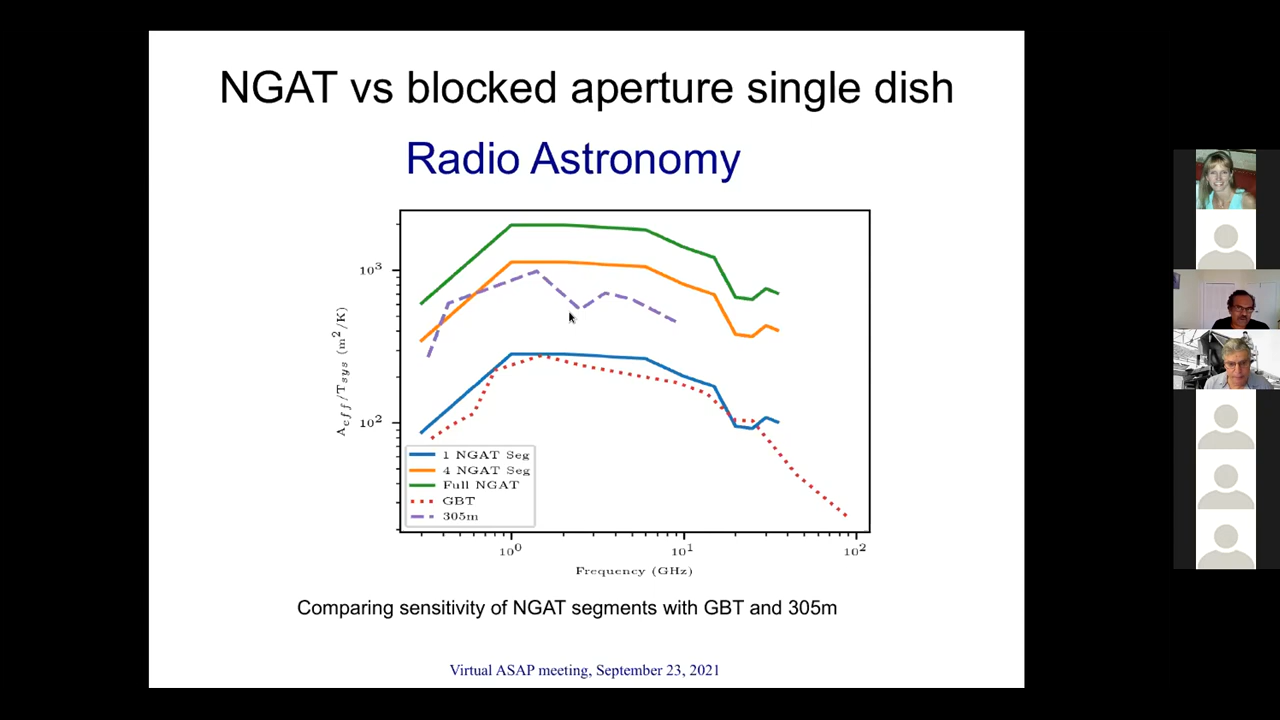 NGAT vs blocked aperture single dish
Radio Astronomy
10³
10²
A_eff/T_sys (m²/K)
1 NGAT Seg
4 NGAT Seg
Full NGAT
GBT
305m
10⁰ 10¹ 10²
Frequency (GHz)
Comparing sensitivity of NGAT segments with GBT and 305m
Virtual ASAP meeting, September 23, 2021